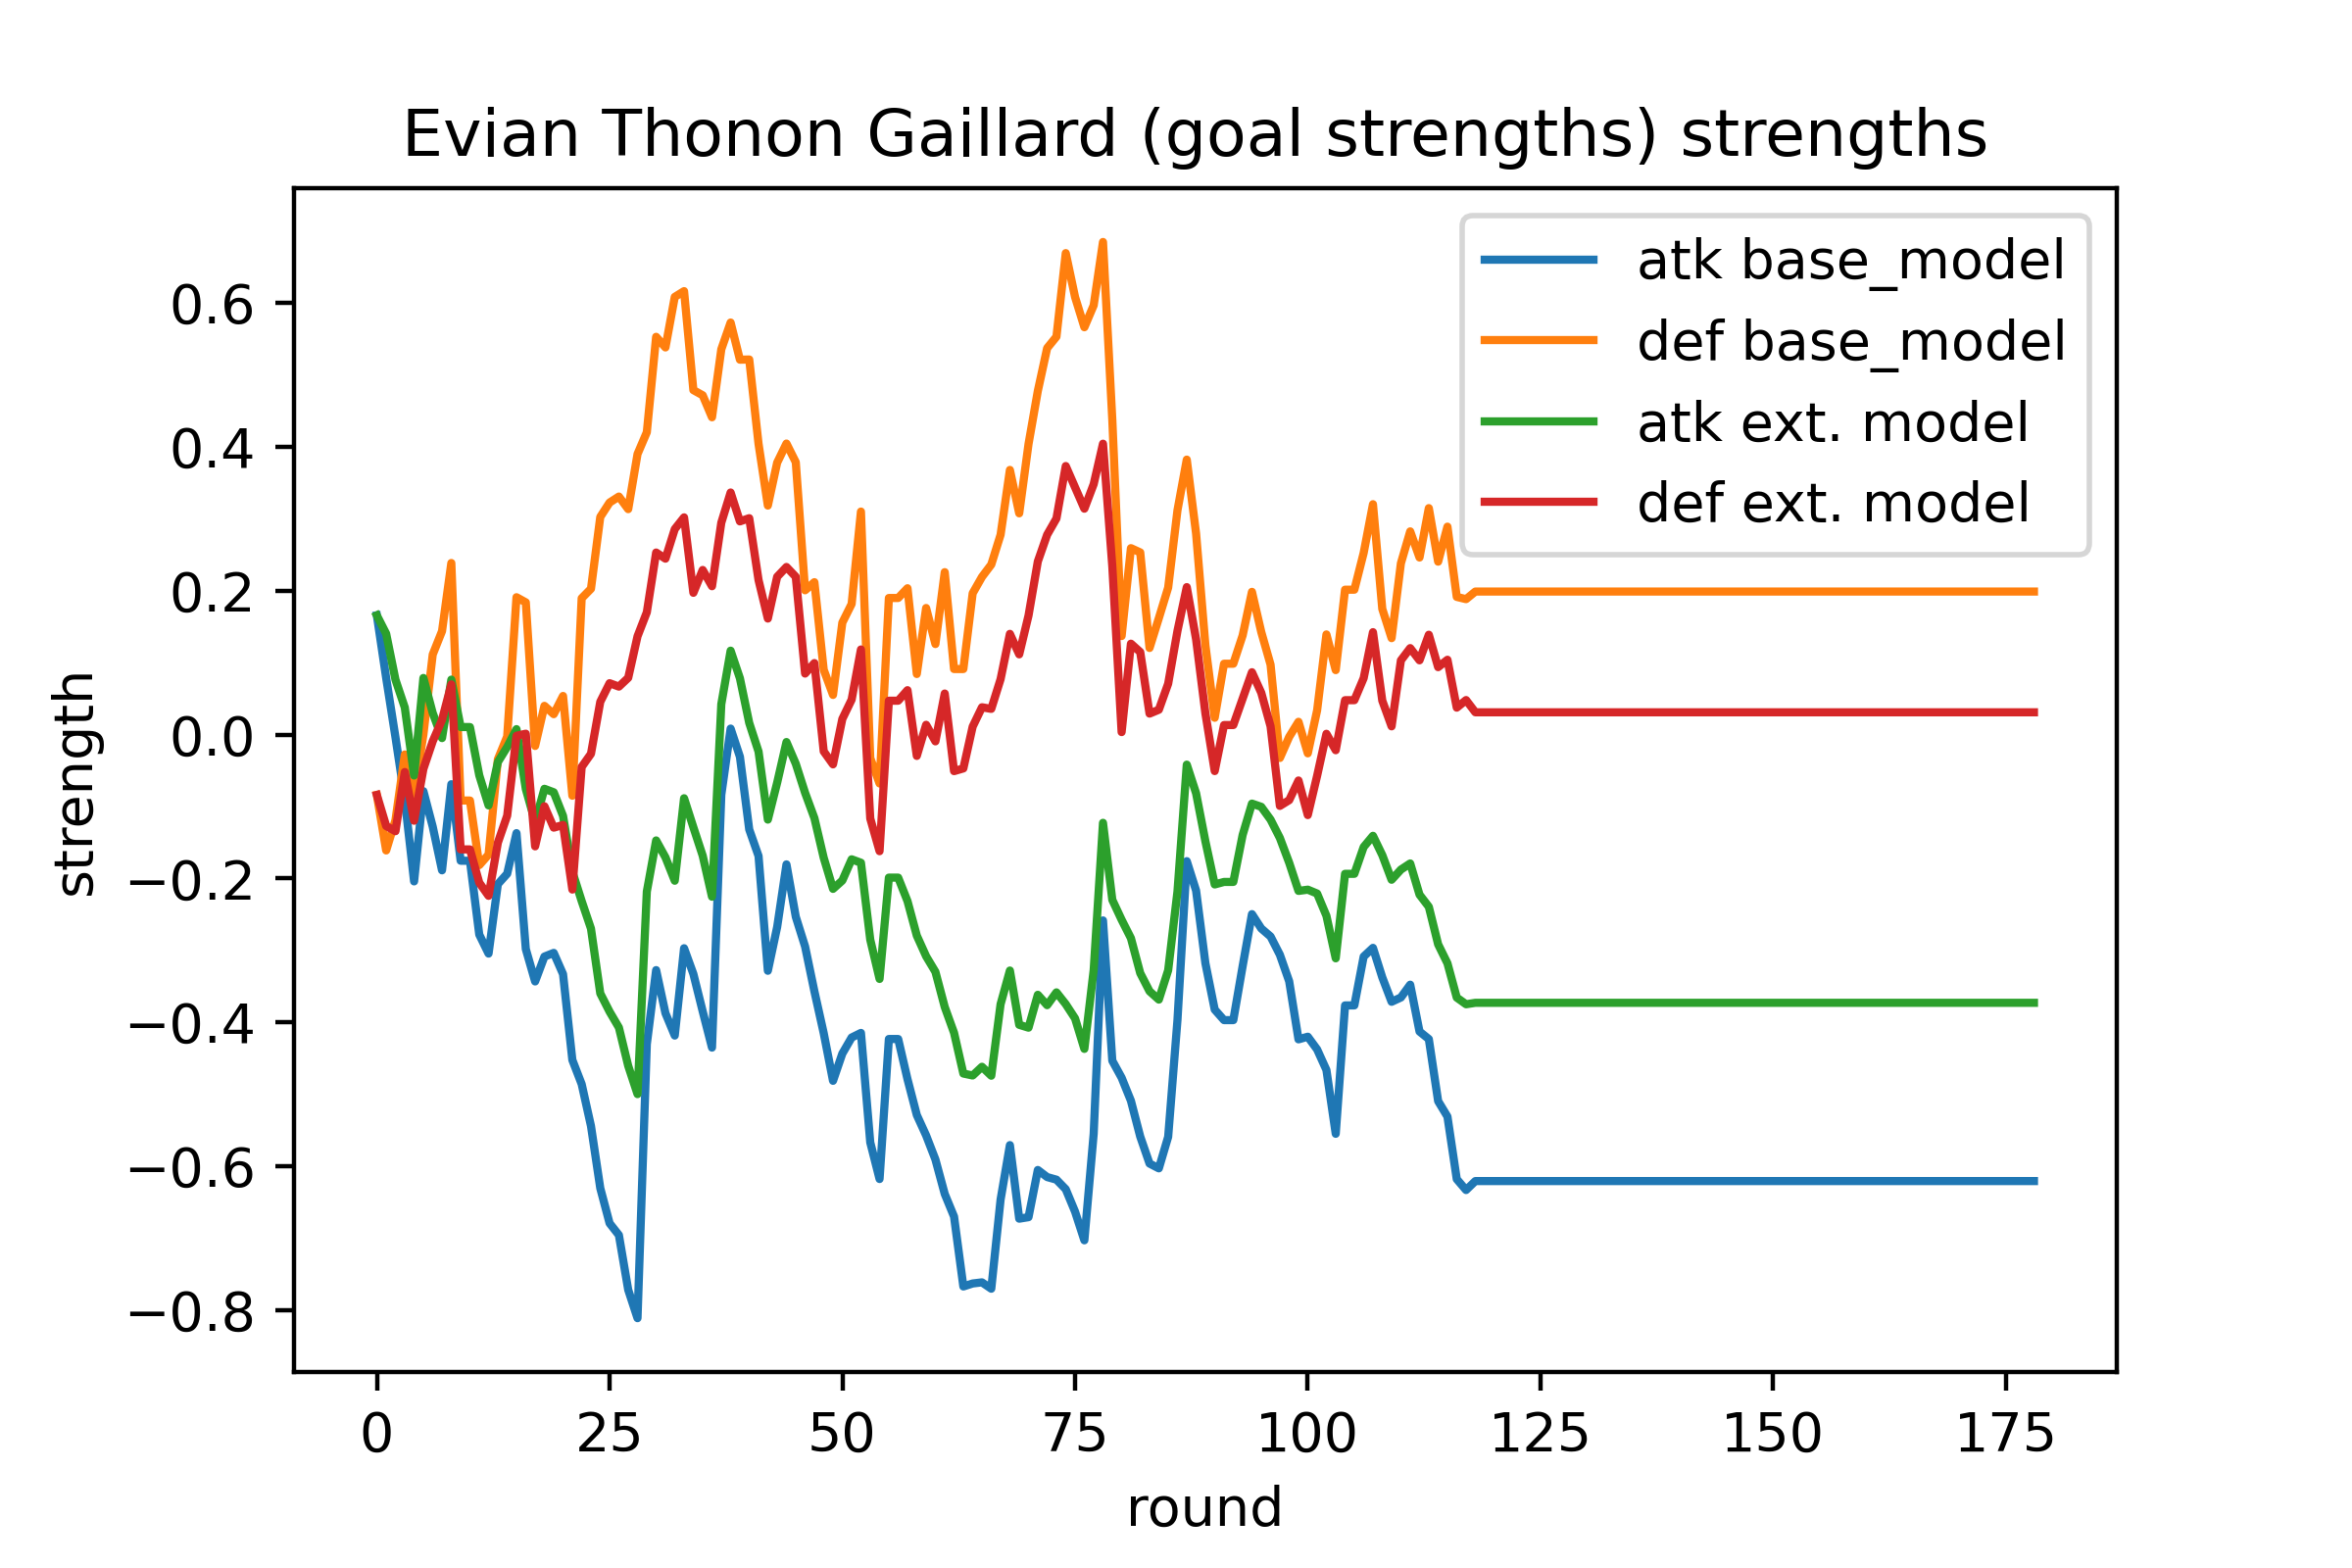 Evian Thonon Gaillard (goal strengths) strengths
atk base_model
def base_model
atk ext. model
def ext. model
0.6
0.4
0.2
0.0
−0.2
−0.4
−0.6
−0.8
strength
0 25 50 75 100 125 150 175
round